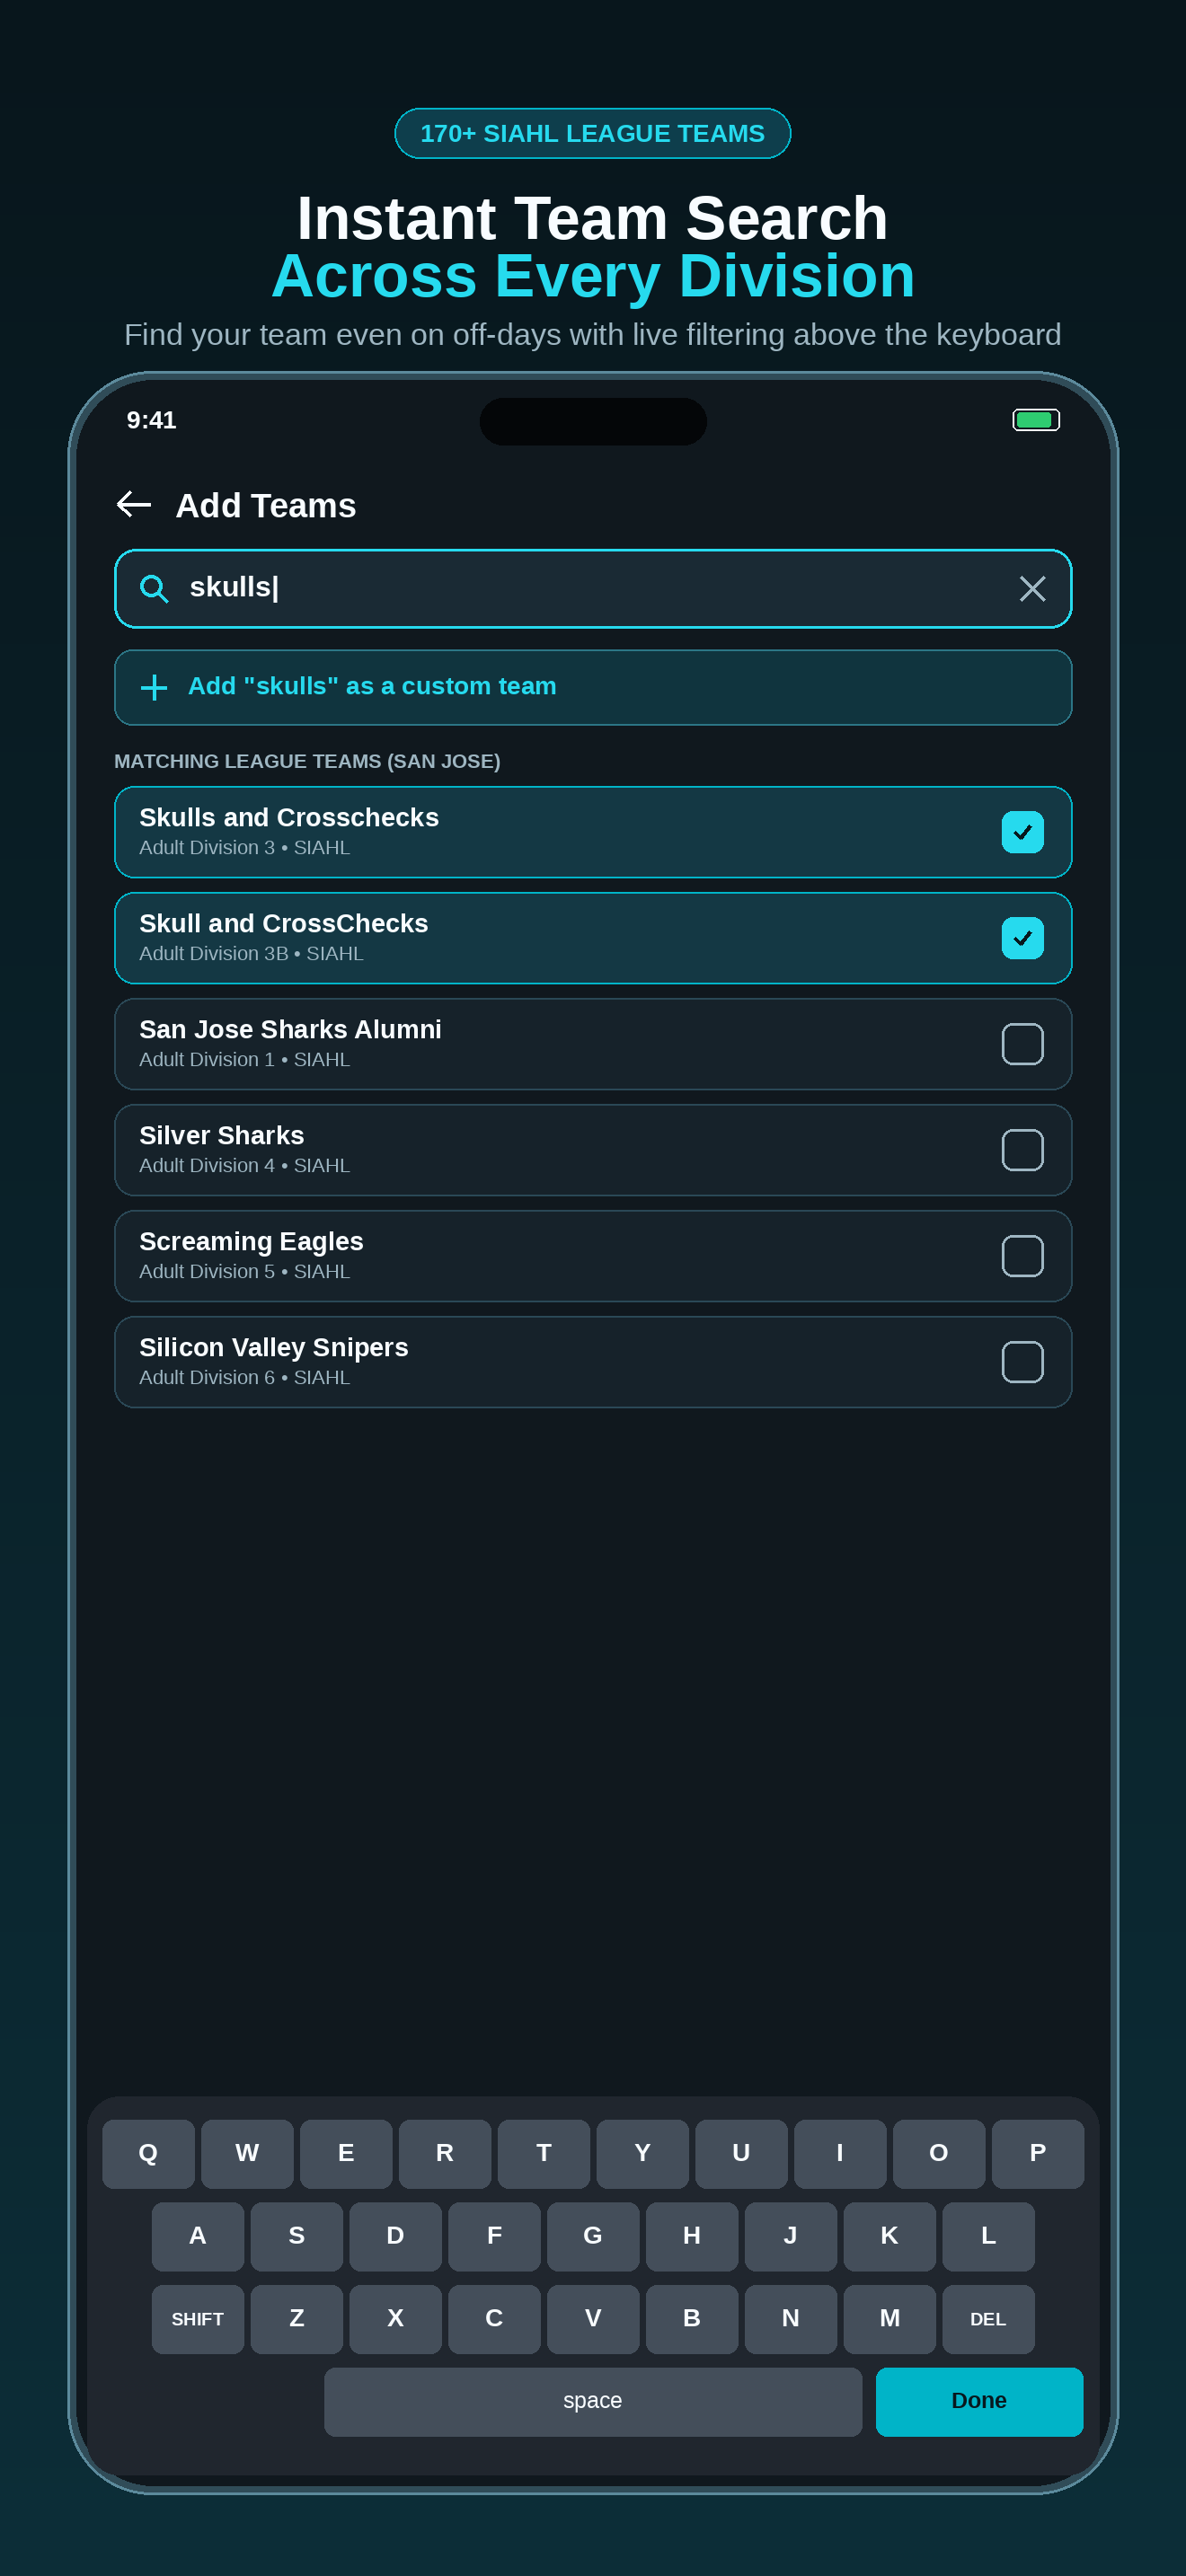 170+ SIAHL LEAGUE TEAMS
Instant Team Search
Across Every Division
Find your team even on off-days with live filtering above the keyboard
9:41
Add Teams
skulls|
Add "skulls" as a custom team
MATCHING LEAGUE TEAMS (SAN JOSE)
Skulls and Crosschecks
Adult Division 3 • SIAHL
Skull and CrossChecks
Adult Division 3B • SIAHL
San Jose Sharks Alumni
Adult Division 1 • SIAHL
Silver Sharks
Adult Division 4 • SIAHL
Screaming Eagles
Adult Division 5 • SIAHL
Silicon Valley Snipers
Adult Division 6 • SIAHL
Q W E R T Y U I O P
A S D F G H J K L
SHIFT Z X C V B N M DEL
space Done